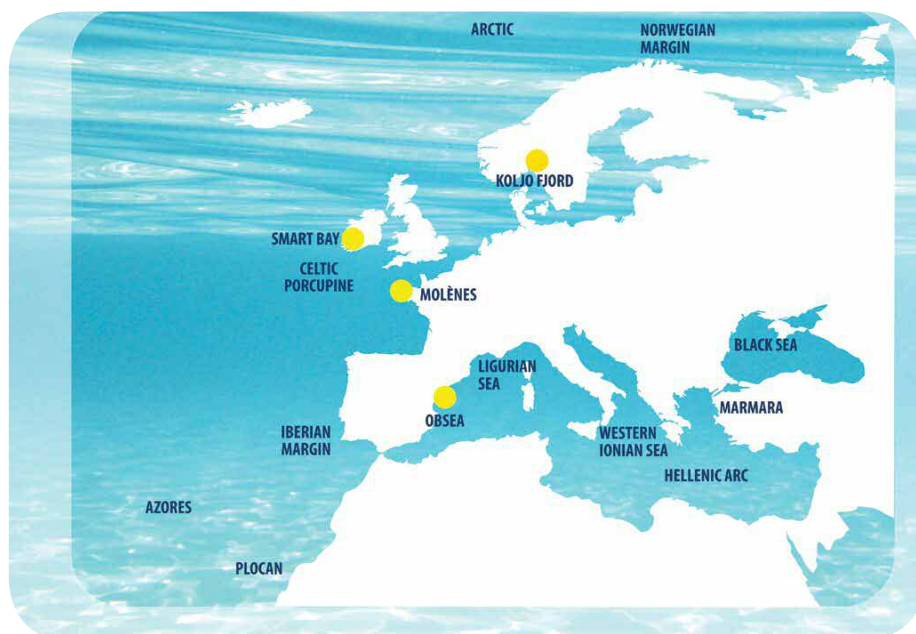 ARCTIC
NORWEGIAN
MARGIN
KOLJO FJORD
SMART BAY
CELTIC
PORCUPINE
MOLÈNES
BLACK SEA
LIGURIAN
SEA
OBSEA
MARMARA
IBERIAN
MARGIN
WESTERN
IONIAN SEA
HELLENIC ARC
AZORES
PLOCAN